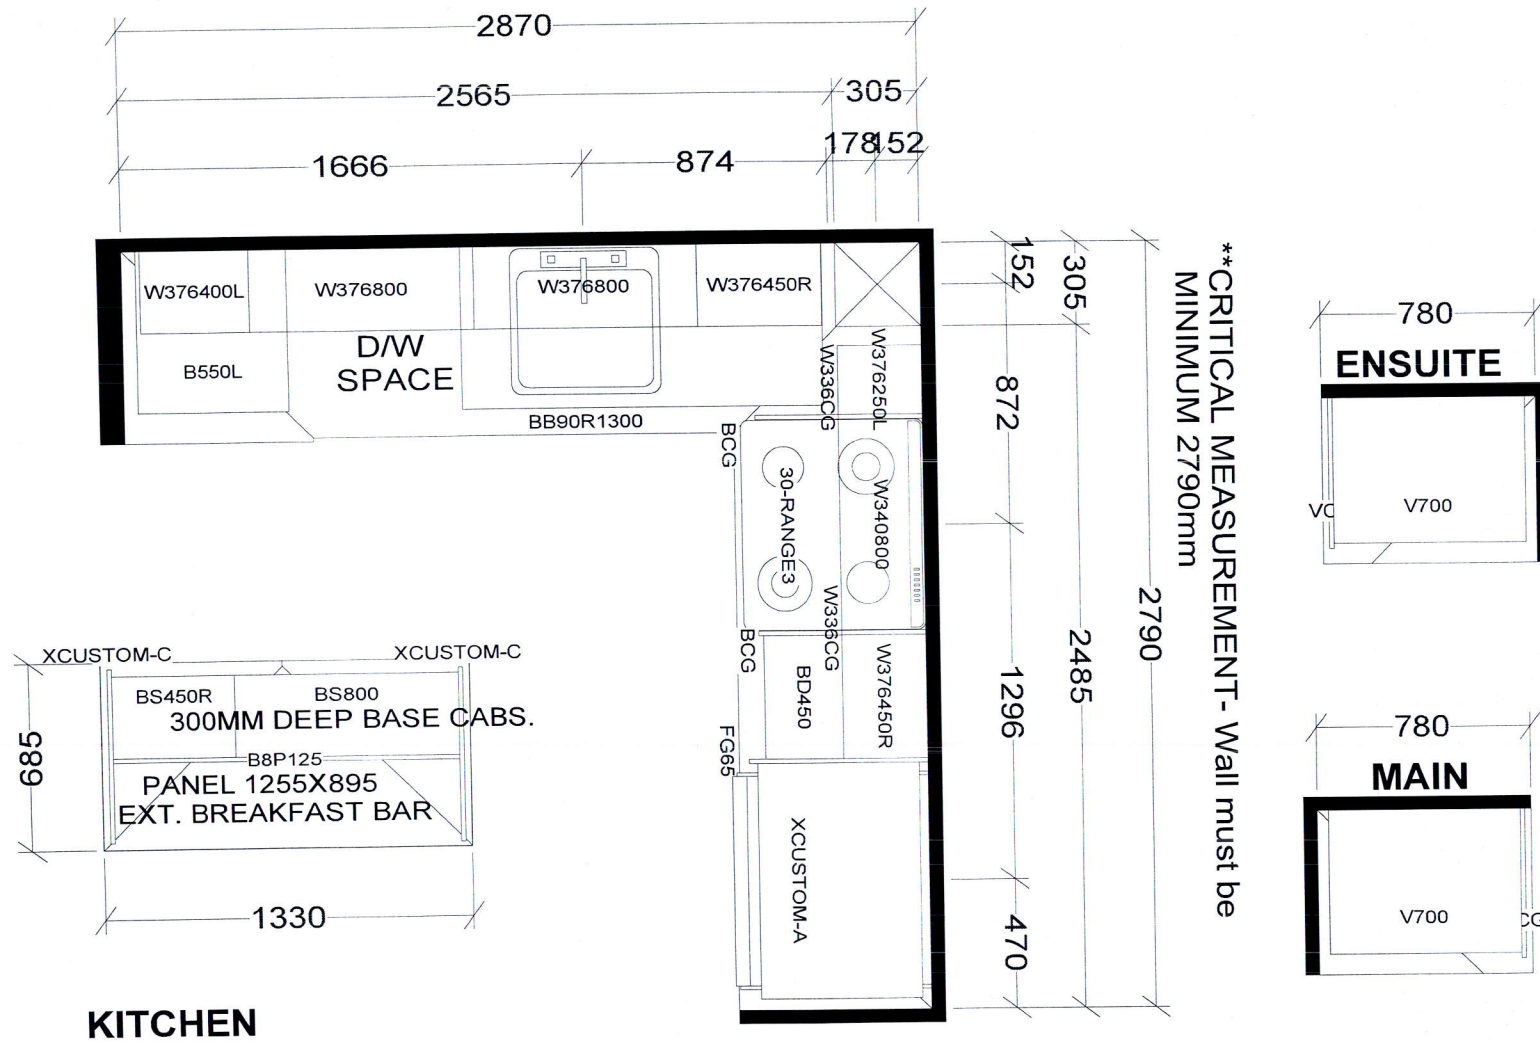 2870
2565
305
1666
874
178
152
W376400L
W376800
W376800
W376450R
B550L
D/W
SPACE
BB90R1300
W336CG
W376250L
BCG
30-RANGE3
W340800
W336CG
BCG
BD450
W376450R
FG65
XCUSTOM-A
152
305
872
1296
2485
470
2790
**CRITICAL MEASUREMENT- Wall must be
MINIMUM 2790mm
XCUSTOM-C
XCUSTOM-C
BS450R
BS800
300MM DEEP BASE CABS.
B8P125
PANEL 1255X895
EXT. BREAKFAST BAR
685
1330
KITCHEN
780
ENSUITE
V700
780
MAIN
V700